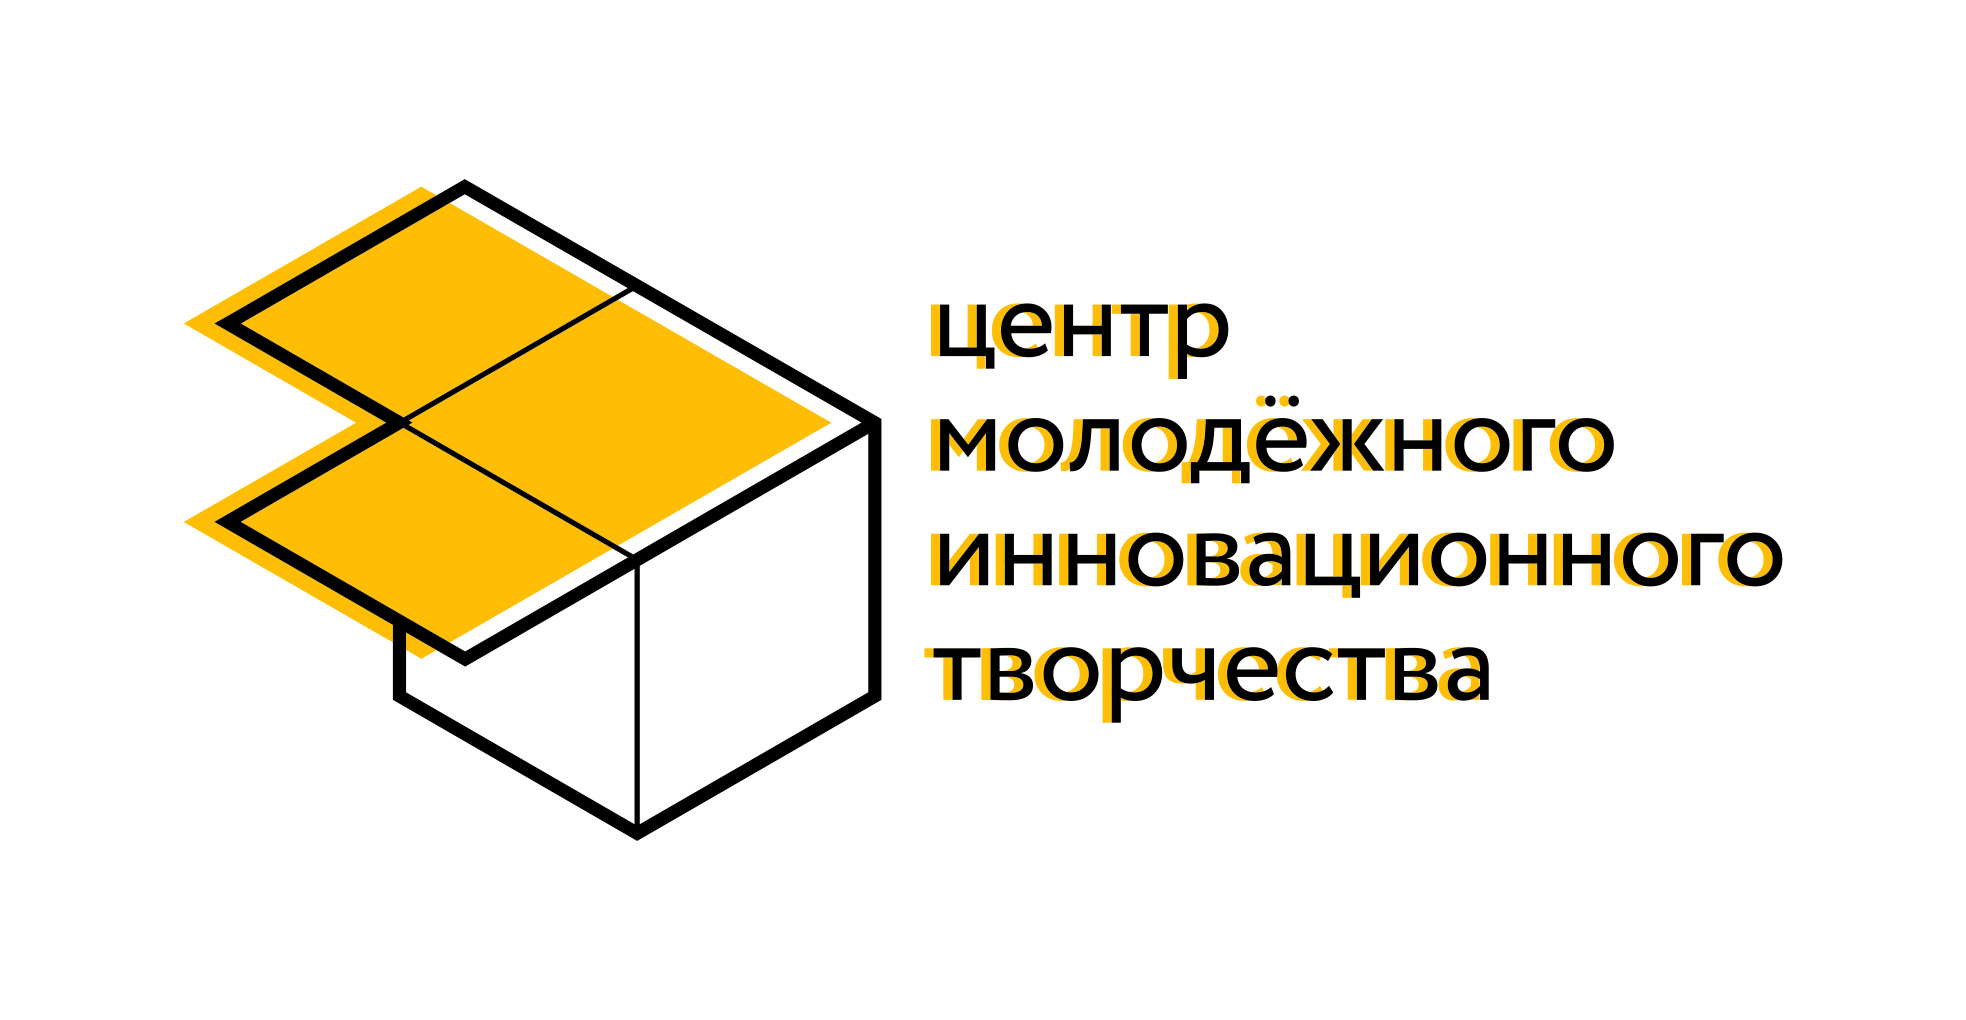 центр
молодёжного
инновационного
творчества